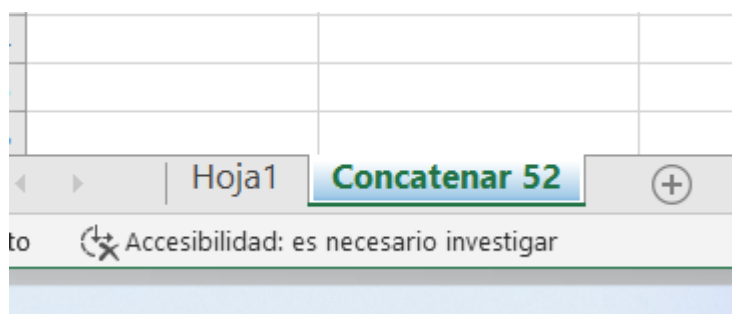 Hoja1 Concatenar 52
to Accesibilidad: es necesario investigar